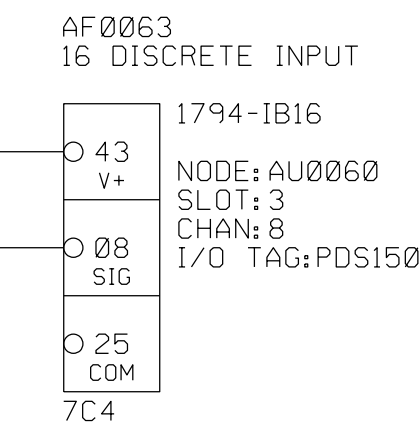 AF0063
16 DISCRETE INPUT
1794-IB16
43
V+
NODE:AU0060
SLOT:3
CHAN:8
I/O TAG:PDS150
08
SIG
25
COM
7C4